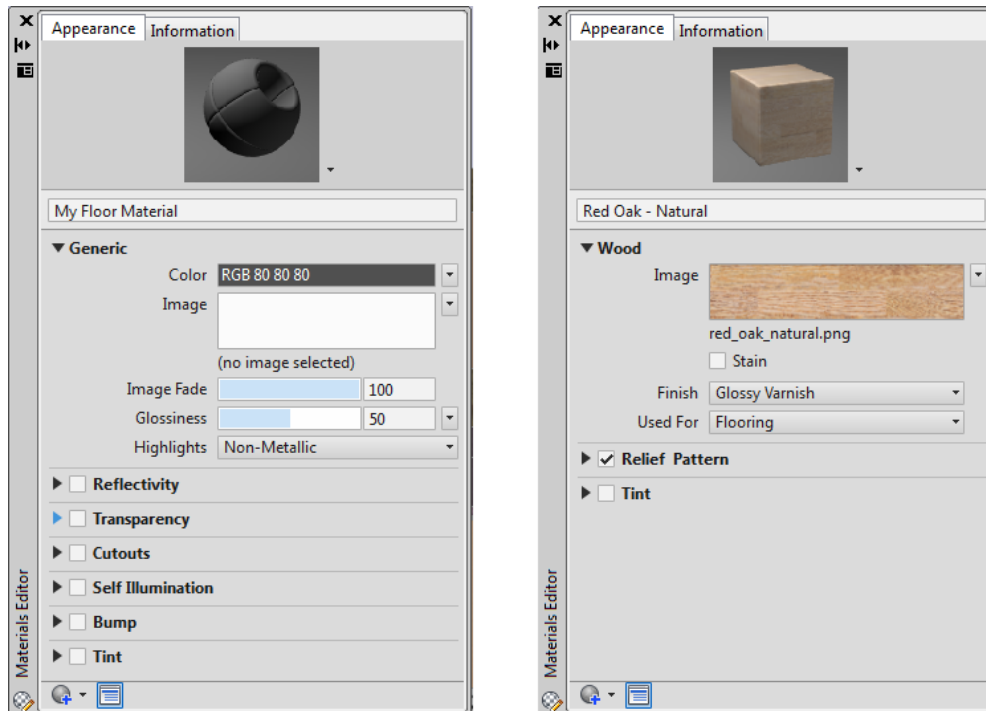 Appearance Information
My Floor Material
Generic
Color RGB 80 80 80
Image
(no image selected)
Image Fade 100
Glossiness 50
Highlights Non-Metallic
Reflectivity
Transparency
Cutouts
Self Illumination
Bump
Tint
Materials Editor
Appearance Information
Red Oak - Natural
Wood
Image
red_oak_natural.png
Stain
Finish Glossy Varnish
Used For Flooring
Relief Pattern
Tint
Materials Editor